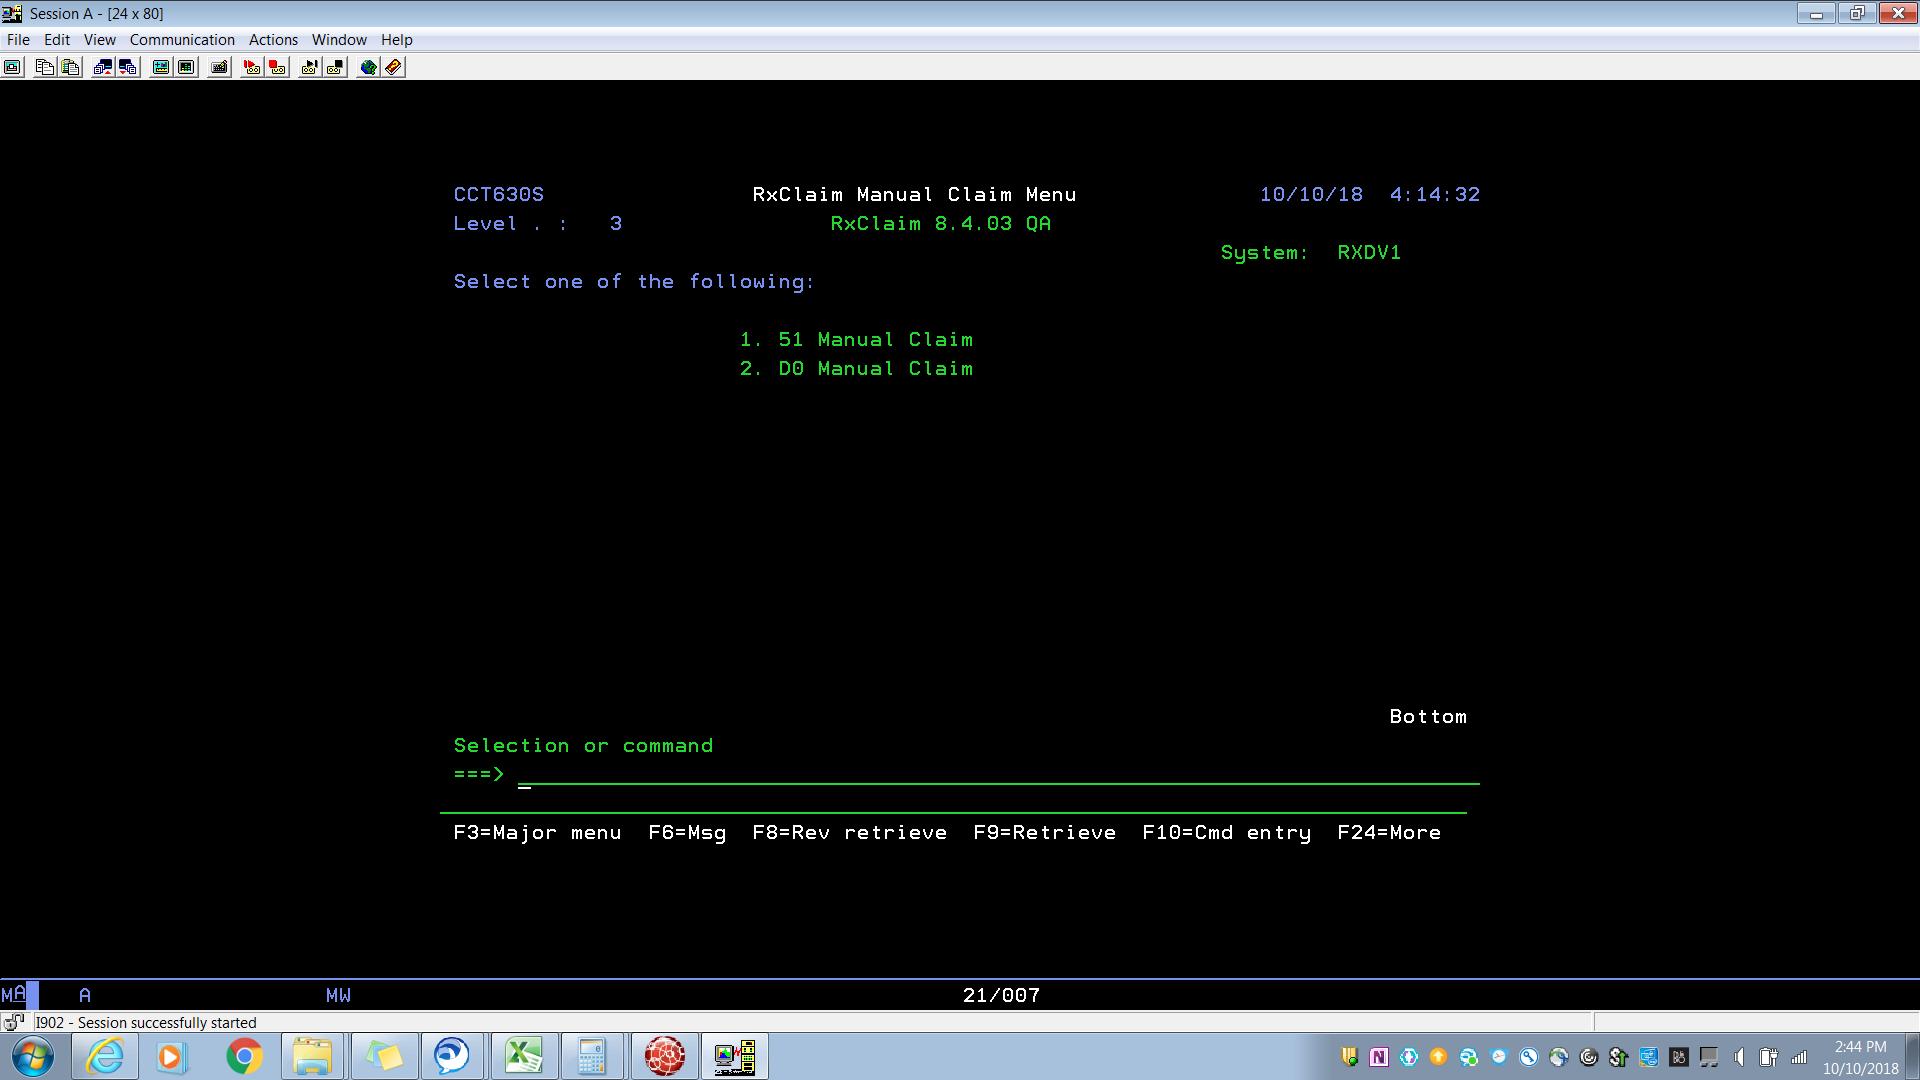 Session A - [24 x 80]
File Edit View Communication Actions Window Help
CCT630S RxClaim Manual Claim Menu 10/10/18 4:14:32
Level . : 3 RxClaim 8.4.03 QA
System: RXDV1
Select one of the following:
1. 51 Manual Claim
2. D0 Manual Claim
Bottom
Selection or command
===>
F3=Major menu F6=Msg F8=Rev retrieve F9=Retrieve F10=Cmd entry F24=More
MA A MW 21/007
I902 - Session successfully started
2:44 PM
10/10/2018